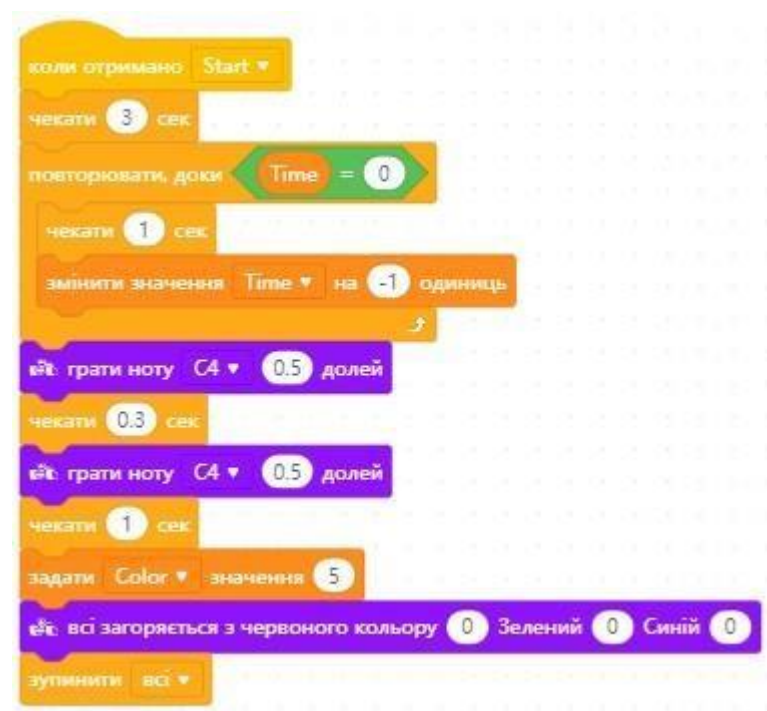 коли отримано Start
чекати 3 сек
повторювати, доки Time = 0
чекати 1 сек
змінити значення Time на -1 одиниць
грати ноту C4 0.5 долей
чекати 0.3 сек
грати ноту C4 0.5 долей
чекати 1 сек
задати Color значення 5
всі загоряється з червоного кольору 0 Зелений 0 Синій 0
зупинити всі